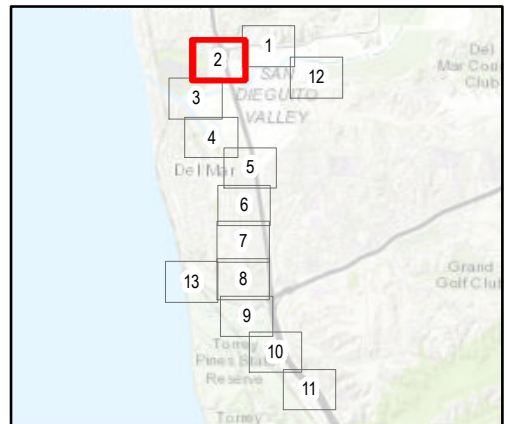 1
2
Del
Mar Coun
Club
SAN
12
3
DIEGUITO
VALLEY
4
Del Mar
5
6
7
Grand
Golf Club
13
8
9
Torrey
Pines State
10
Reserve
11
Torrey